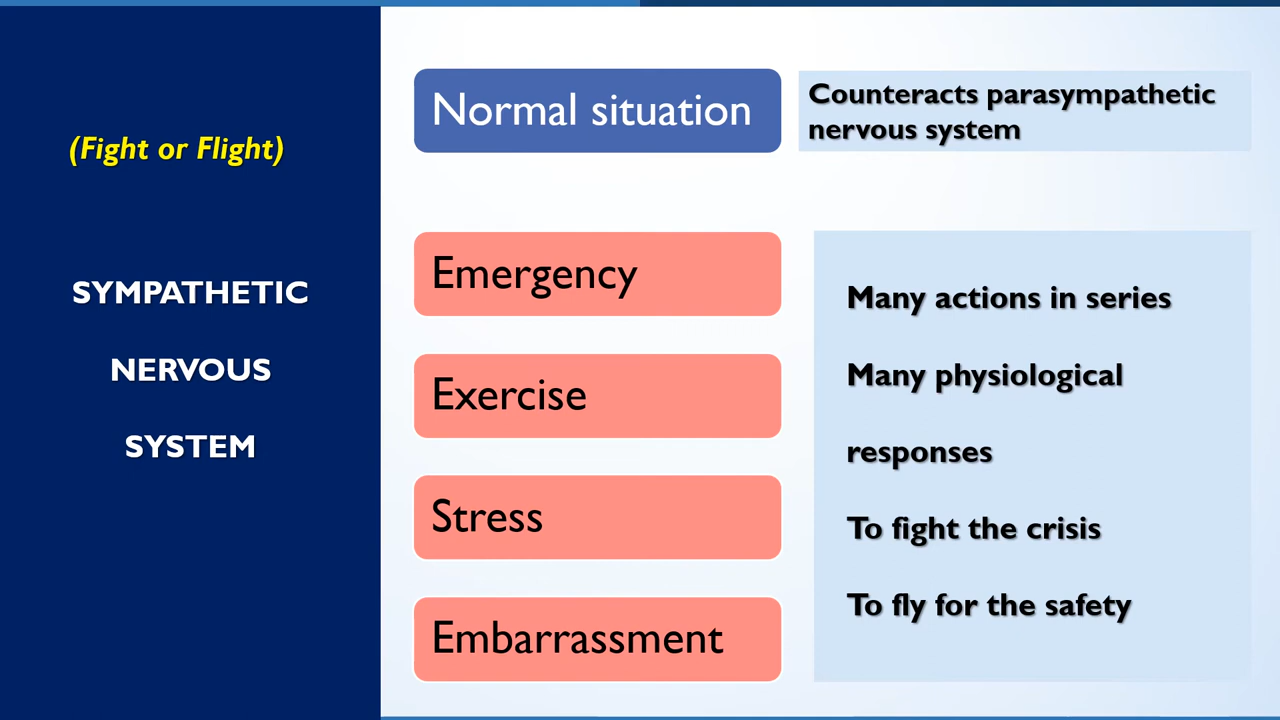 (Fight or Flight)
SYMPATHETIC
NERVOUS
SYSTEM
Normal situation
Counteracts parasympathetic
nervous system
Emergency
Exercise
Stress
Embarrassment
Many actions in series
Many physiological
responses
To fight the crisis
To fly for the safety